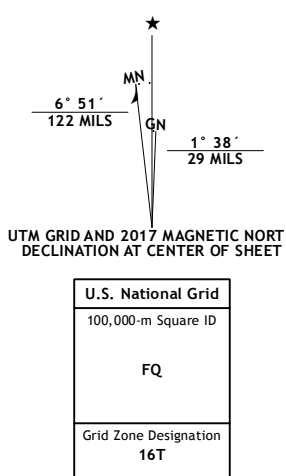 ★
MN
6° 51´
122 MILS
GN
1° 38´
29 MILS
UTM GRID AND 2017 MAGNETIC NORT
DECLINATION AT CENTER OF SHEET
U.S. National Grid
100,000-m Square ID
FQ
Grid Zone Designation
16T